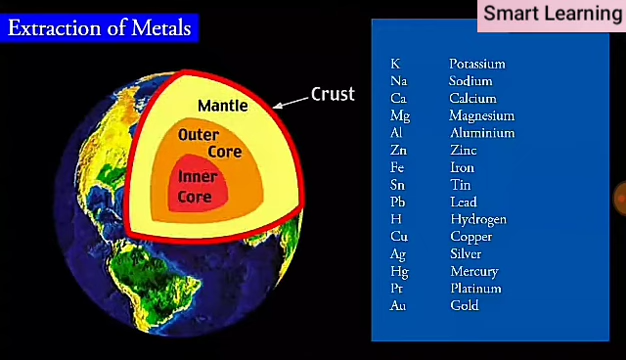 Smart Learning
Extraction of Metals
Crust
Mantle
Outer
Core
Inner
Core
K Potassium
Na Sodium
Ca Calcium
Mg Magnesium
Al Aluminium
Zn Zinc
Fe Iron
Sn Tin
Pb Lead
H Hydrogen
Cu Copper
Ag Silver
Hg Mercury
Pt Platinum
Au Gold